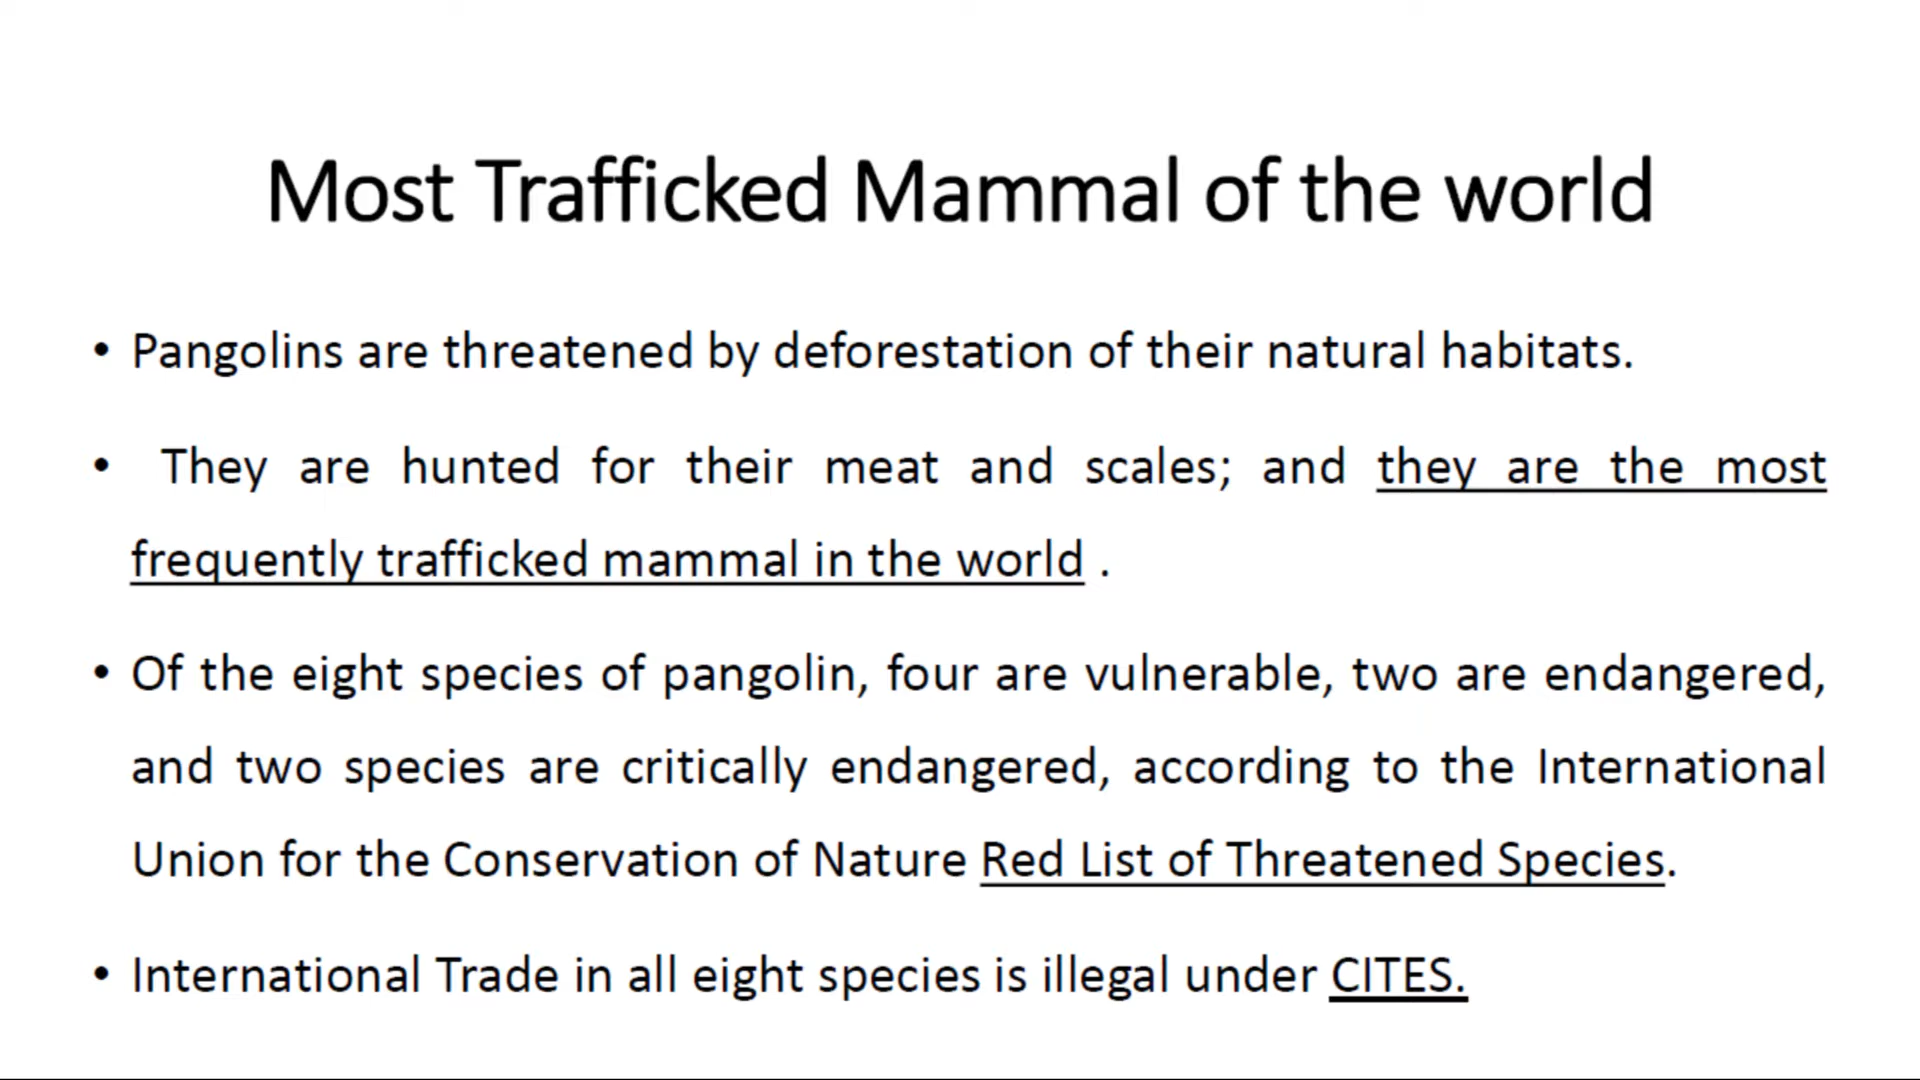 Most Trafficked Mammal of the world
• Pangolins are threatened by deforestation of their natural habitats.
• They are hunted for their meat and scales; and they are the most
frequently trafficked mammal in the world .
• Of the eight species of pangolin, four are vulnerable, two are endangered,
and two species are critically endangered, according to the International
Union for the Conservation of Nature Red List of Threatened Species.
• International Trade in all eight species is illegal under CITES.